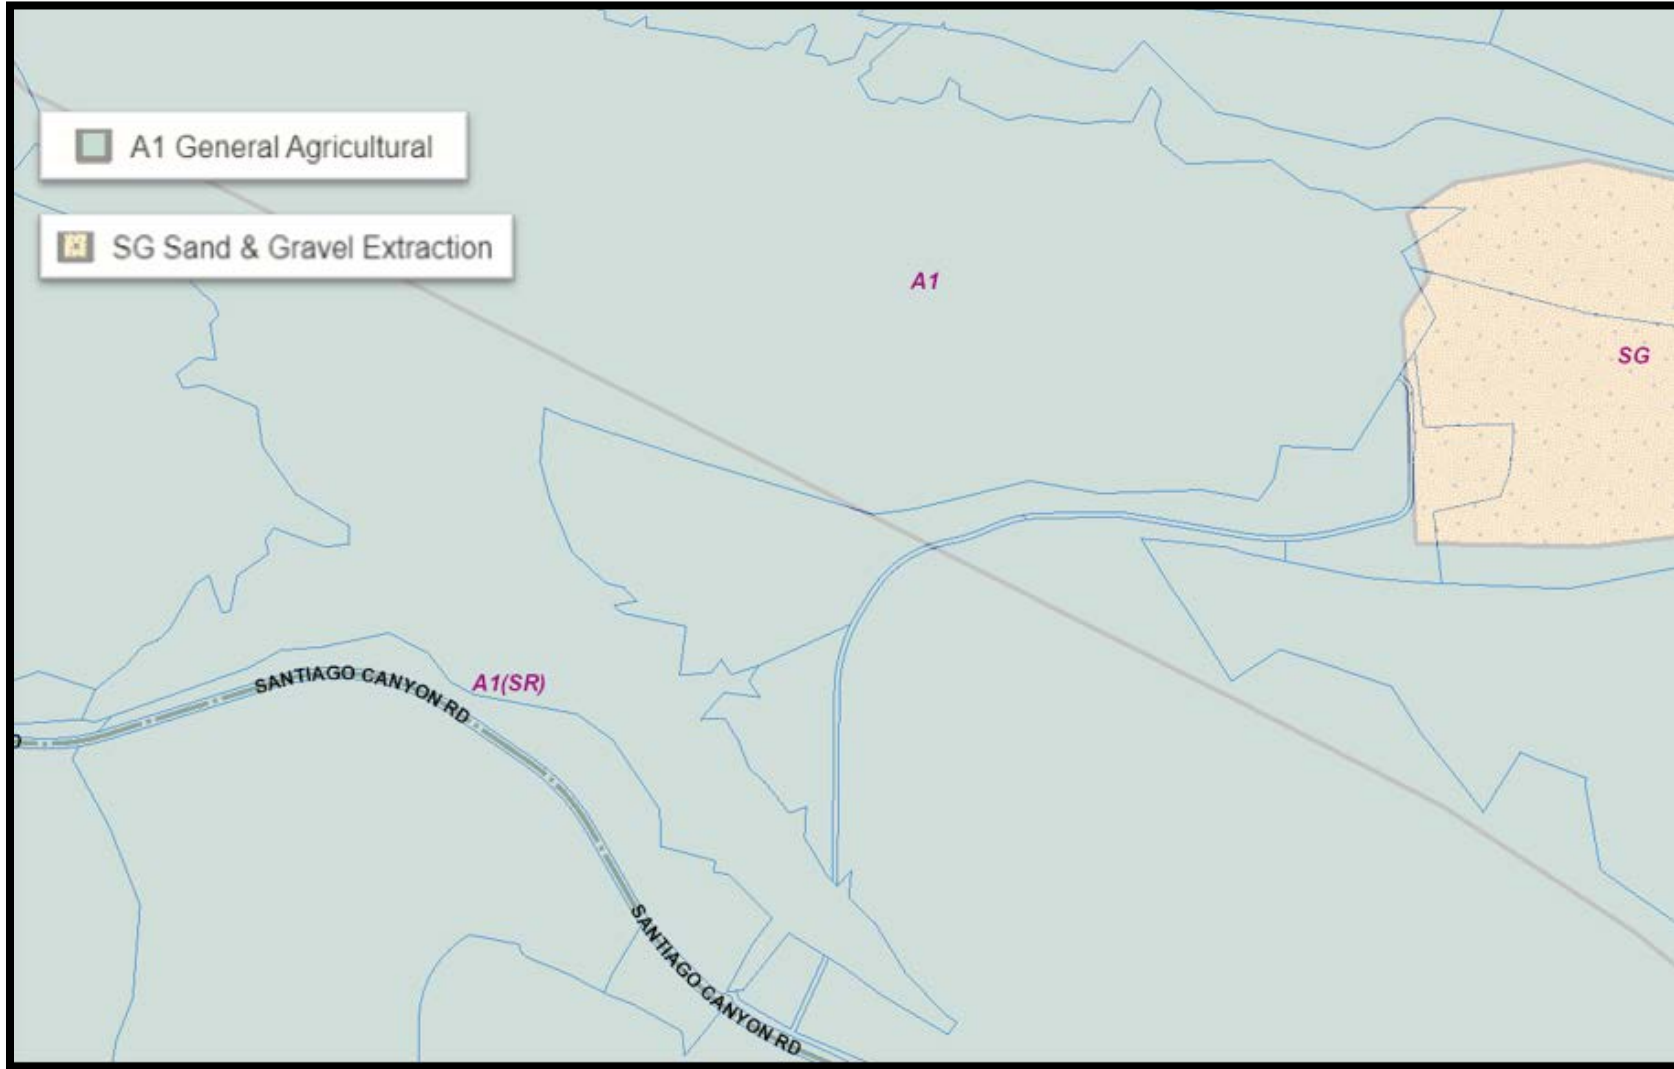 A1 General Agricultural
SG Sand & Gravel Extraction
A1
SG
SANTIAGO CANYON RD
A1(SR)
D
SANTIAGO CANYON RD